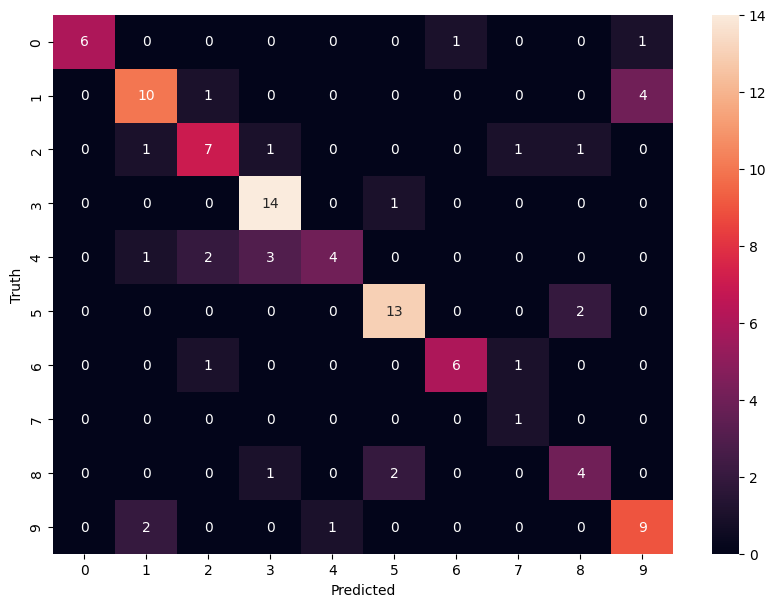 0 6 0 0 0 0 0 1 0 0 1
1 0 10 1 0 0 0 0 0 0 4
2 0 1 7 1 0 0 0 1 1 0
3 0 0 0 14 0 1 0 0 0 0
4 0 1 2 3 4 0 0 0 0 0
5 0 0 0 0 0 13 0 0 2 0
6 0 0 1 0 0 0 6 1 0 0
7 0 0 0 0 0 0 0 1 0 0
8 0 0 0 1 0 2 0 0 4 0
9 0 2 0 0 1 0 0 0 0 9
0 1 2 3 4 5 6 7 8 9
Truth
Predicted
14
12
10
8
6
4
2
0